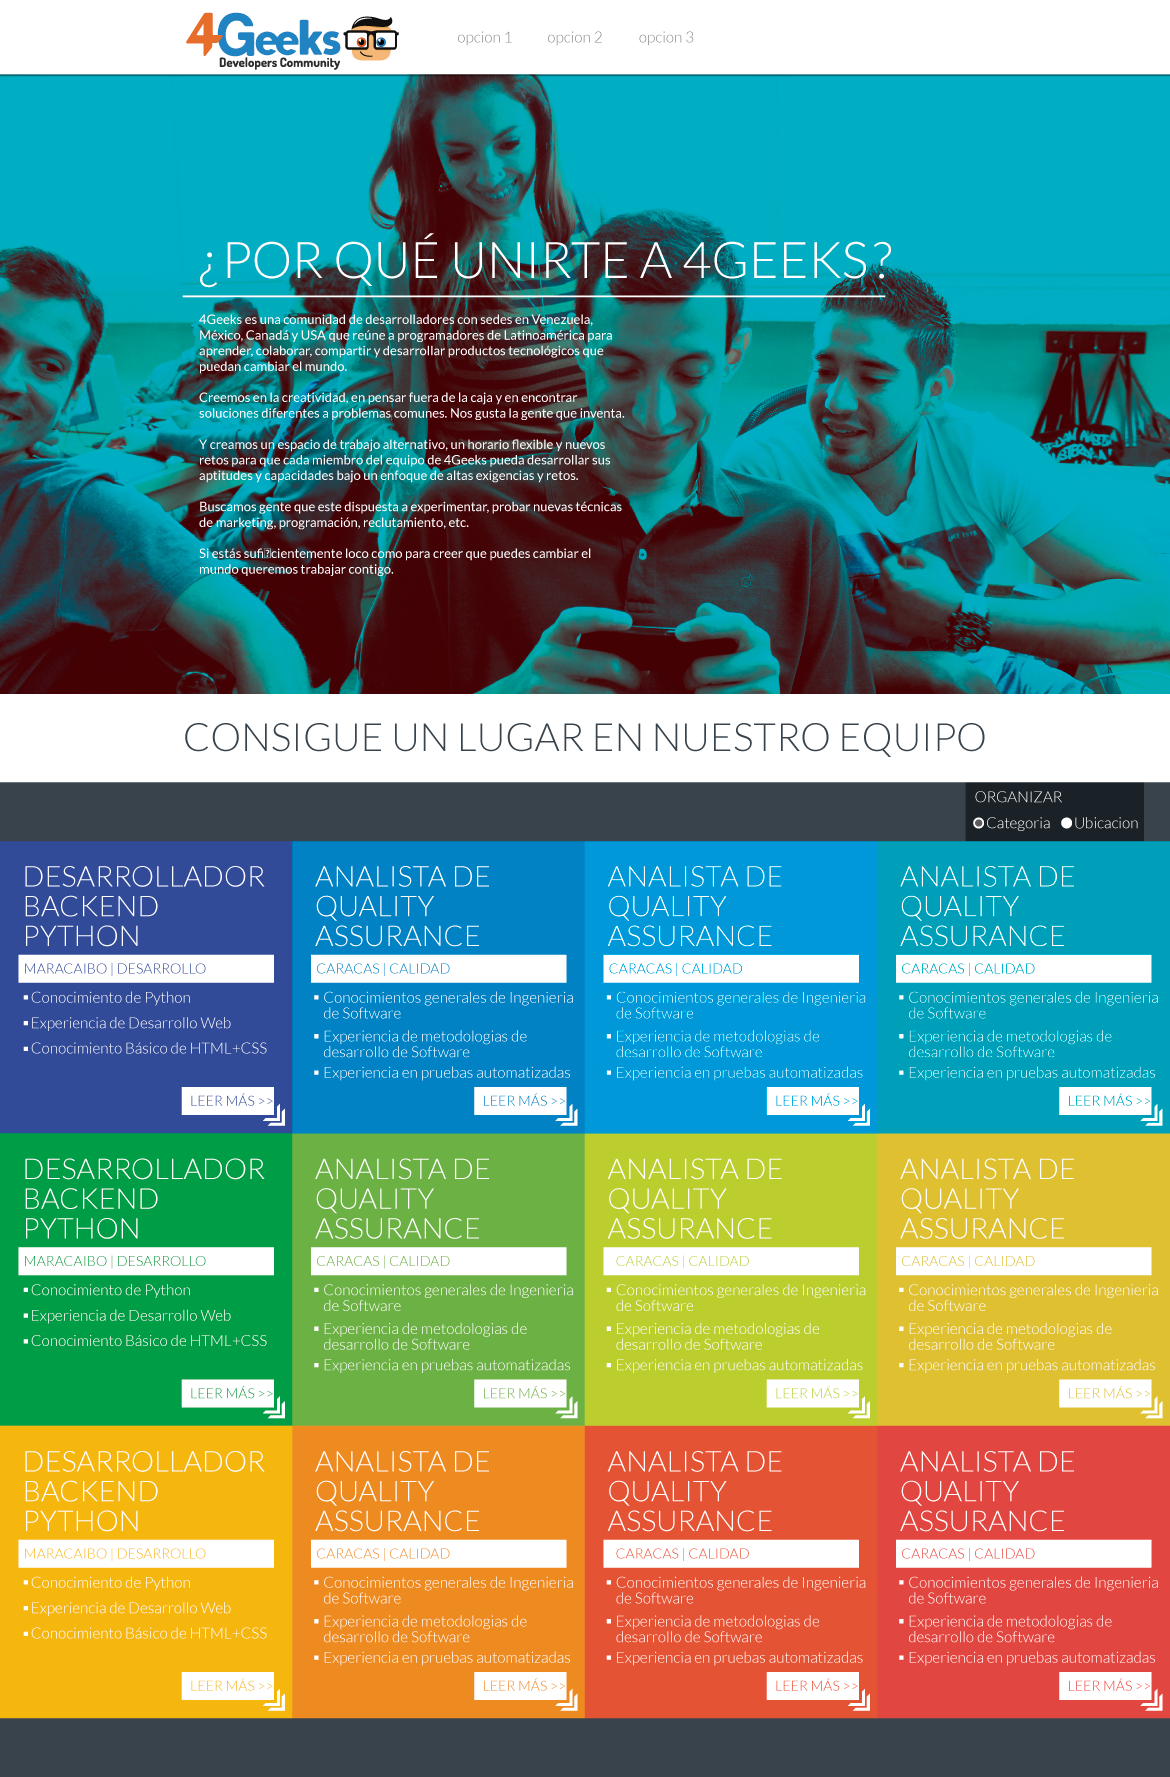 4Geeks
Developers Community
opcion 1 opcion 2 opcion 3
¿POR QUÉ UNIRTE A 4GEEKS?
4Geeks es una comunidad de desarrolladores con sedes en Venezuela,
México, Canadá y USA que reúne a programadores de Latinoamérica para
aprender, colaborar, compartir y desarrollar productos tecnológicos que
puedan cambiar el mundo.
Creemos en la creatividad, en pensar fuera de la caja y en encontrar
soluciones diferentes a problemas comunes. Nos gusta la gente que inventa.
Y creamos un espacio de trabajo alternativo, un horario flexible y nuevos
retos para que cada miembro del equipo de 4Geeks pueda desarrollar sus
aptitudes y capacidades bajo un enfoque de altas exigencias y retos.
Buscamos gente que este dispuesta a experimentar, probar nuevas técnicas
de marketing, programación, reclutamiento, etc.
Si estás sufi?cientemente loco como para creer que puedes cambiar el
mundo queremos trabajar contigo.
CONSIGUE UN LUGAR EN NUESTRO EQUIPO
ORGANIZAR
Categoria Ubicacion
DESARROLLADOR
BACKEND
PYTHON
MARACAIBO | DESARROLLO
Conocimiento de Python
Experiencia de Desarrollo Web
Conocimiento Básico de HTML+CSS
LEER MÁS >>
ANALISTA DE
QUALITY
ASSURANCE
CARACAS | CALIDAD
Conocimientos generales de Ingenieria
de Software
Experiencia de metodologias de
desarrollo de Software
Experiencia en pruebas automatizadas
LEER MÁS >>
ANALISTA DE
QUALITY
ASSURANCE
CARACAS | CALIDAD
Conocimientos generales de Ingenieria
de Software
Experiencia de metodologias de
desarrollo de Software
Experiencia en pruebas automatizadas
LEER MÁS >>
ANALISTA DE
QUALITY
ASSURANCE
CARACAS | CALIDAD
Conocimientos generales de Ingenieria
de Software
Experiencia de metodologias de
desarrollo de Software
Experiencia en pruebas automatizadas
LEER MÁS >>
DESARROLLADOR
BACKEND
PYTHON
MARACAIBO | DESARROLLO
Conocimiento de Python
Experiencia de Desarrollo Web
Conocimiento Básico de HTML+CSS
LEER MÁS >>
ANALISTA DE
QUALITY
ASSURANCE
CARACAS | CALIDAD
Conocimientos generales de Ingenieria
de Software
Experiencia de metodologias de
desarrollo de Software
Experiencia en pruebas automatizadas
LEER MÁS >>
ANALISTA DE
QUALITY
ASSURANCE
CARACAS | CALIDAD
Conocimientos generales de Ingenieria
de Software
Experiencia de metodologias de
desarrollo de Software
Experiencia en pruebas automatizadas
LEER MÁS >>
ANALISTA DE
QUALITY
ASSURANCE
CARACAS | CALIDAD
Conocimientos generales de Ingenieria
de Software
Experiencia de metodologias de
desarrollo de Software
Experiencia en pruebas automatizadas
LEER MÁS >>
DESARROLLADOR
BACKEND
PYTHON
MARACAIBO | DESARROLLO
Conocimiento de Python
Experiencia de Desarrollo Web
Conocimiento Básico de HTML+CSS
LEER MÁS >>
ANALISTA DE
QUALITY
ASSURANCE
CARACAS | CALIDAD
Conocimientos generales de Ingenieria
de Software
Experiencia de metodologias de
desarrollo de Software
Experiencia en pruebas automatizadas
LEER MÁS >>
ANALISTA DE
QUALITY
ASSURANCE
CARACAS | CALIDAD
Conocimientos generales de Ingenieria
de Software
Experiencia de metodologias de
desarrollo de Software
Experiencia en pruebas automatizadas
LEER MÁS >>
ANALISTA DE
QUALITY
ASSURANCE
CARACAS | CALIDAD
Conocimientos generales de Ingenieria
de Software
Experiencia de metodologias de
desarrollo de Software
Experiencia en pruebas automatizadas
LEER MÁS >>